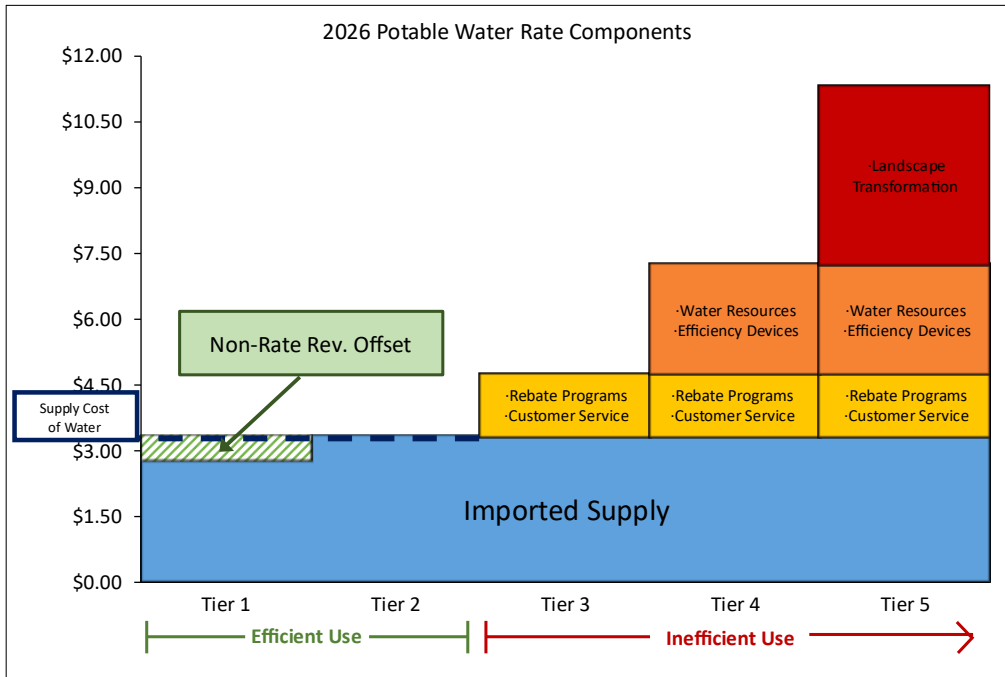 2026 Potable Water Rate Components
$12.00
$10.50
$9.00
$7.50
$6.00
$4.50
$3.00
$1.50
$0.00
Supply Cost
of Water
Non-Rate Rev. Offset
·Landscape
Transformation
·Water Resources
·Efficiency Devices
·Water Resources
·Efficiency Devices
·Rebate Programs
·Customer Service
·Rebate Programs
·Customer Service
·Rebate Programs
·Customer Service
Imported Supply
Tier 1
Tier 2
Tier 3
Tier 4
Tier 5
Efficient Use
Inefficient Use